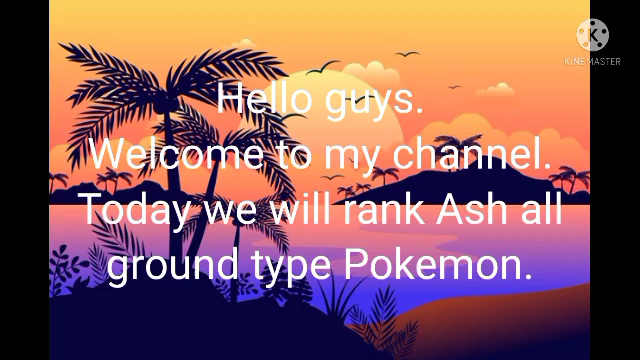 KINEMASTER
Hello guys.
Welcome to my channel.
Today we will rank Ash all
ground type Pokemon.